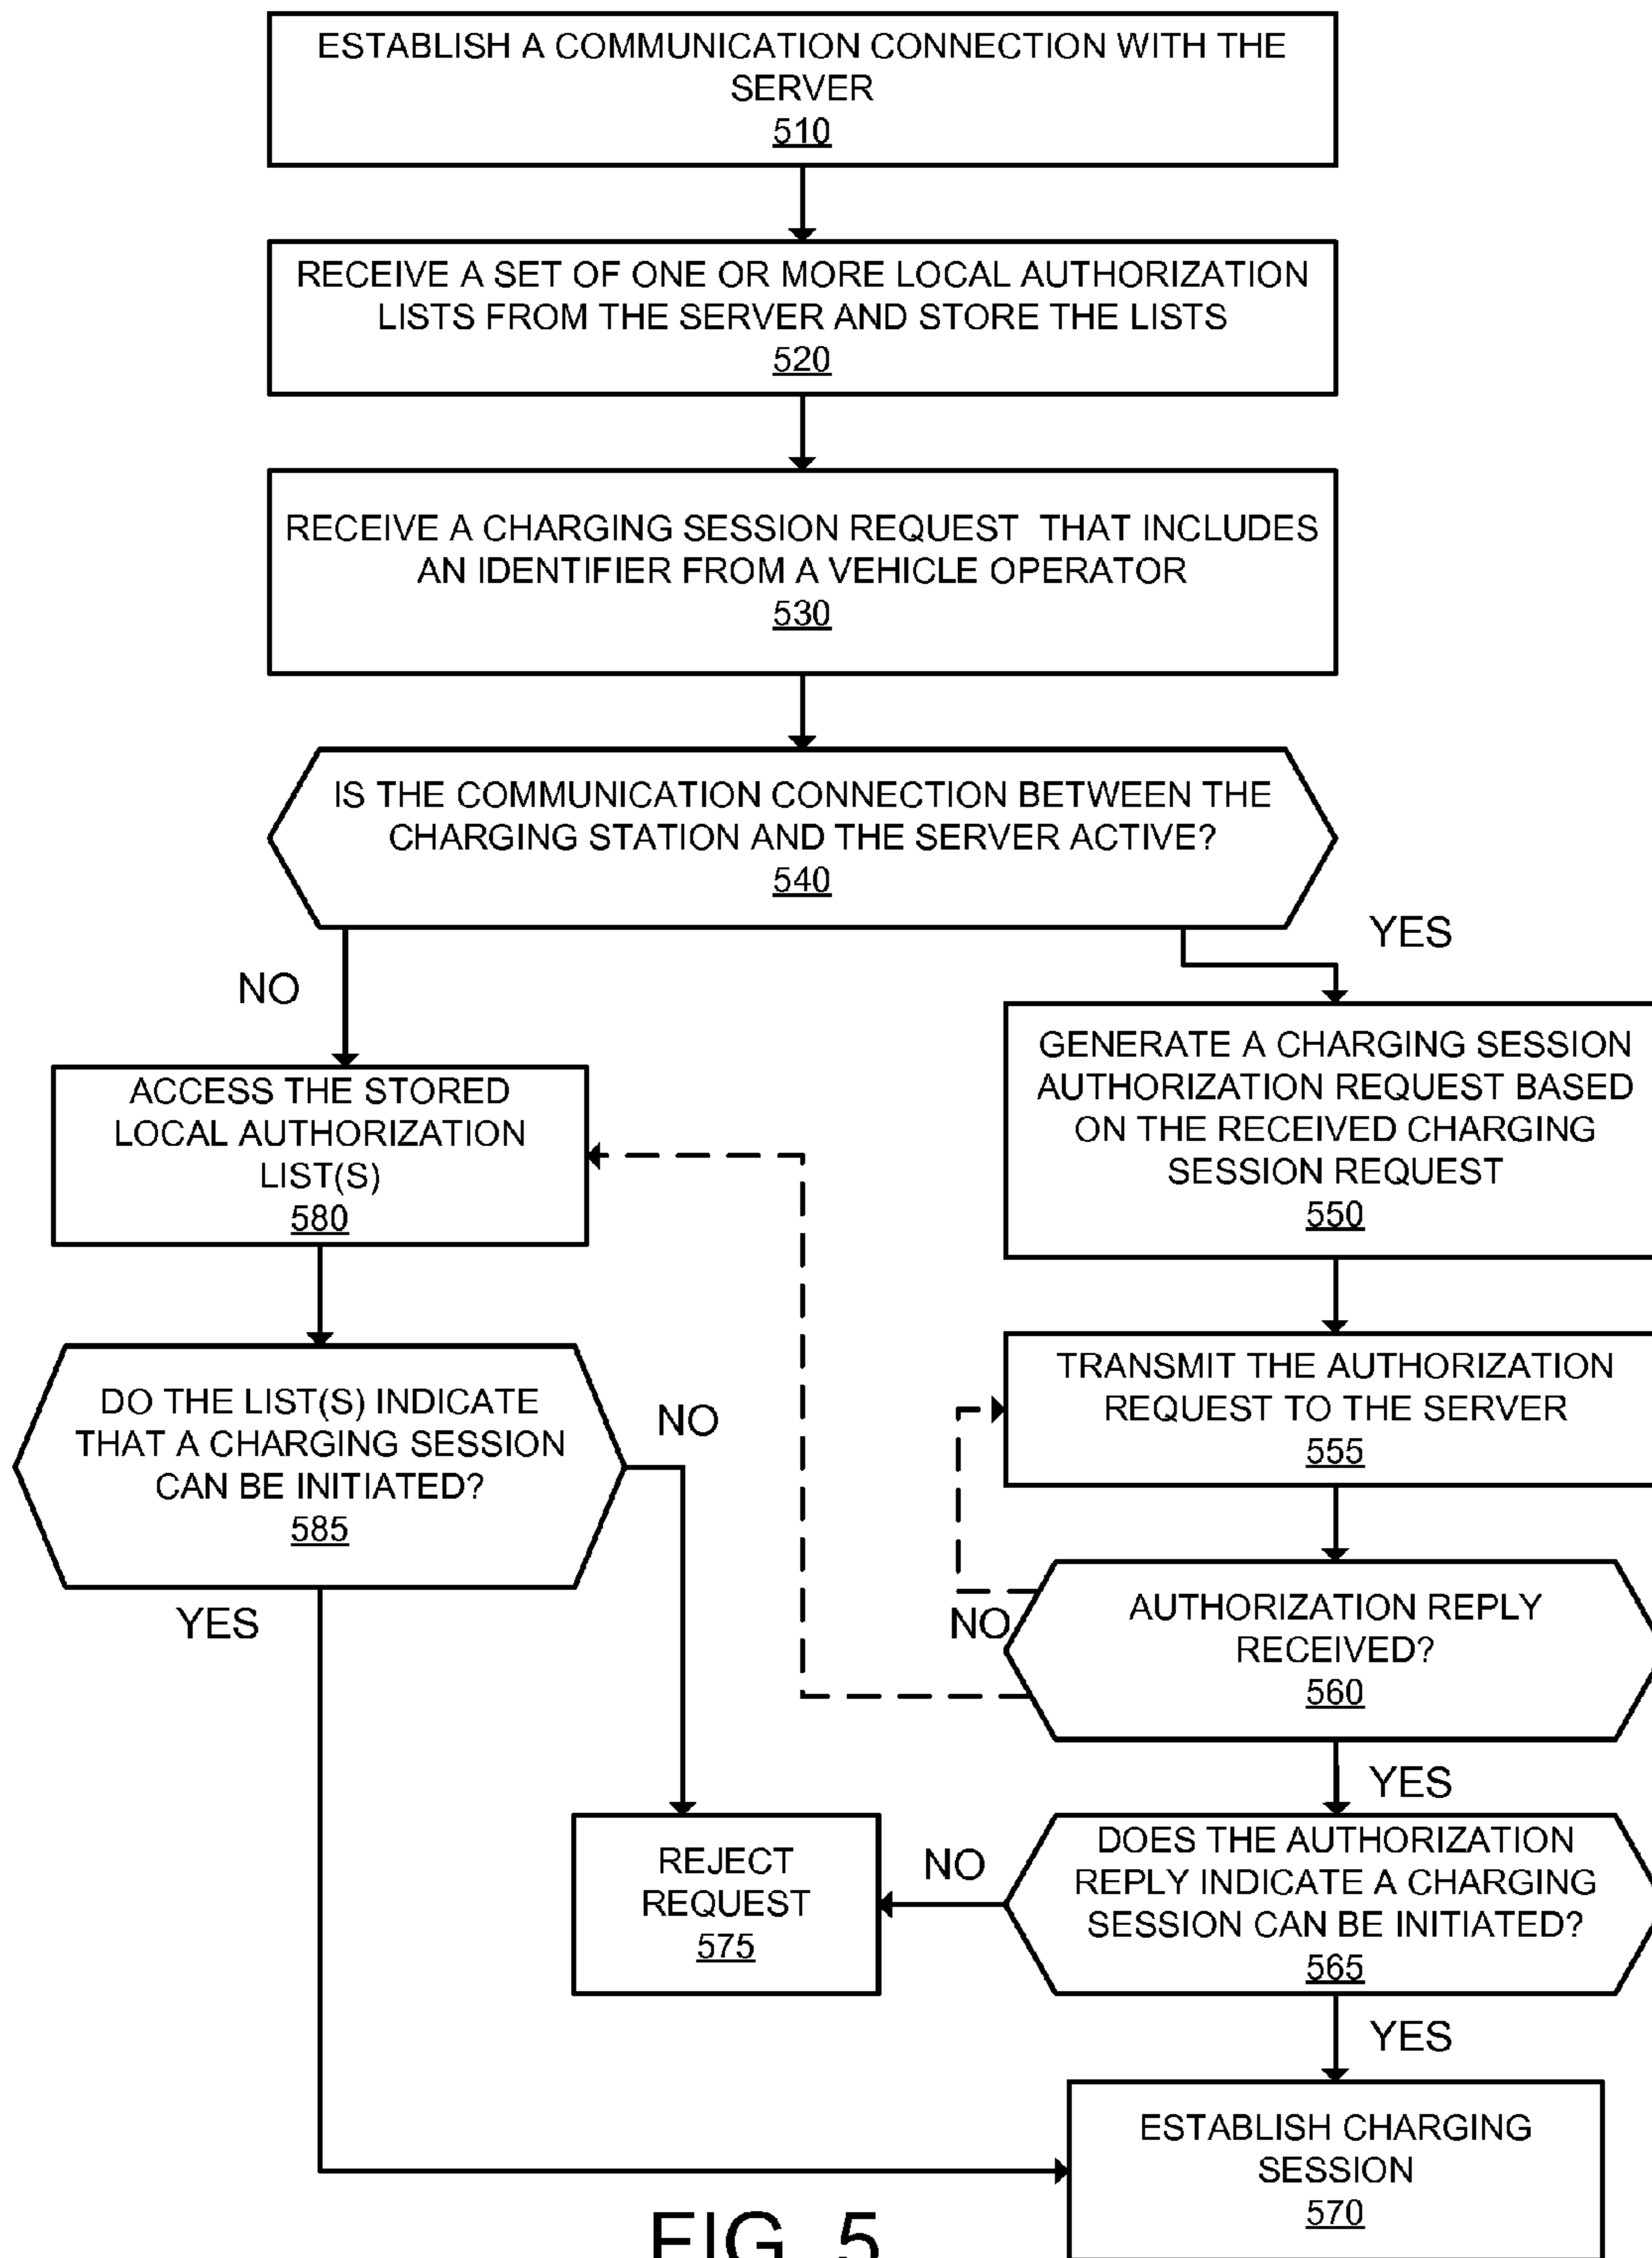 ESTABLISH A COMMUNICATION CONNECTION WITH THE
SERVER
510
RECEIVE A SET OF ONE OR MORE LOCAL AUTHORIZATION
LISTS FROM THE SERVER AND STORE THE LISTS
520
RECEIVE A CHARGING SESSION REQUEST THAT INCLUDES
AN IDENTIFIER FROM A VEHICLE OPERATOR
530
IS THE COMMUNICATION CONNECTION BETWEEN THE
CHARGING STATION AND THE SERVER ACTIVE?
540
YES
NO
GENERATE A CHARGING SESSION
AUTHORIZATION REQUEST BASED
ON THE RECEIVED CHARGING
SESSION REQUEST
550
ACCESS THE STORED
LOCAL AUTHORIZATION
LIST(S)
580
TRANSMIT THE AUTHORIZATION
REQUEST TO THE SERVER
555
DO THE LIST(S) INDICATE
THAT A CHARGING SESSION
CAN BE INITIATED?
585
NO
YES
NO
AUTHORIZATION REPLY
RECEIVED?
560
YES
DOES THE AUTHORIZATION
REPLY INDICATE A CHARGING
SESSION CAN BE INITIATED?
565
NO
REJECT
REQUEST
575
YES
ESTABLISH CHARGING
SESSION
570
FIG. 5